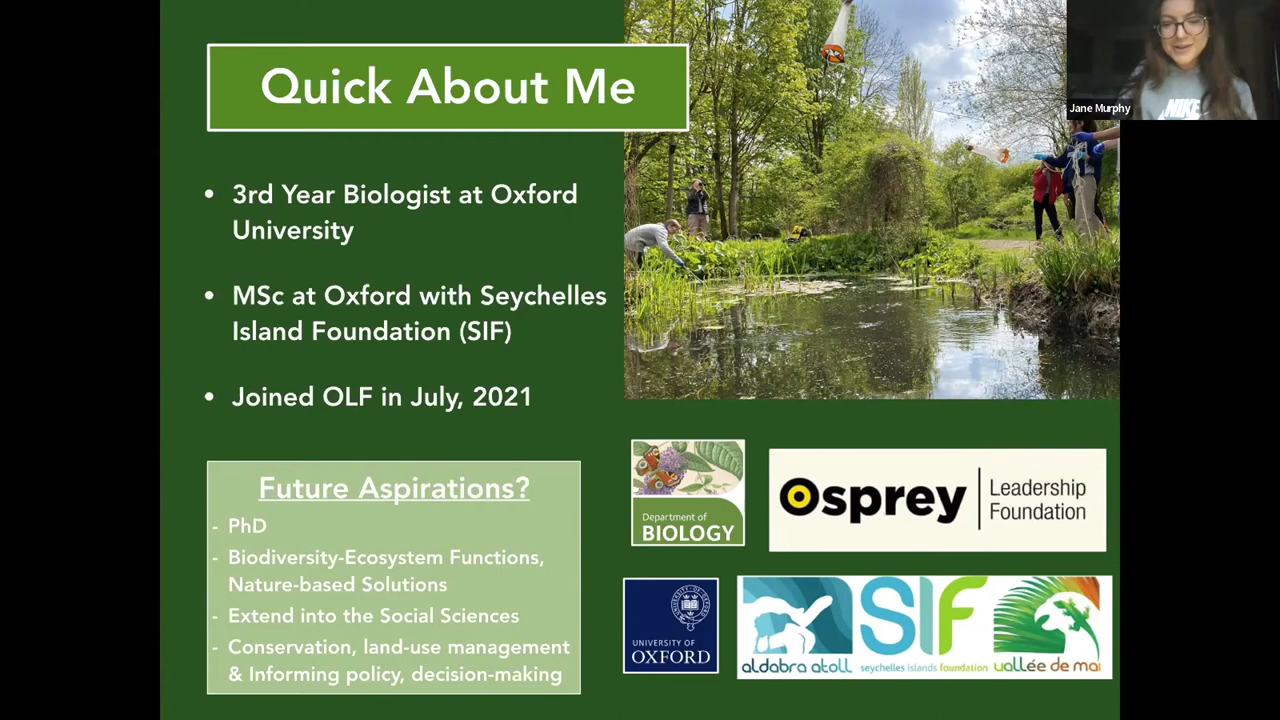 Quick About Me
Jane Murphy
NIKE
• 3rd Year Biologist at Oxford
University
• MSc at Oxford with Seychelles
Island Foundation (SIF)
• Joined OLF in July, 2021
Future Aspirations?
- PhD
- Biodiversity-Ecosystem Functions,
Nature-based Solutions
- Extend into the Social Sciences
- Conservation, land-use management
& Informing policy, decision-making
Department of
BIOLOGY
Osprey
Leadership
Foundation
UNIVERSITY OF
OXFORD
SIF
aldabra atoll
seychelles islands foundation
vallée de mai